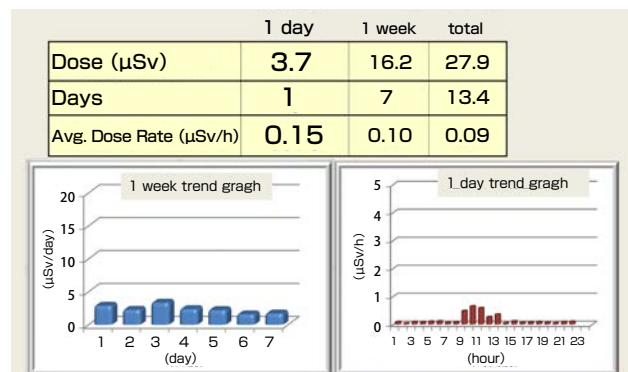 1 day 1 week total
Dose (μSv) 3.7 16.2 27.9
Days 1 7 13.4
Avg. Dose Rate (μSv/h) 0.15 0.10 0.09
1 week trend gragh
(μSv/day)
20
15
10
5
0
1 2 3 4 5 6 7
(day)
1 day trend gragh
(μSv/h)
5
4
3
2
1
0
1 3 5 7 9 11 13 15 17 19 21 23
(hour)